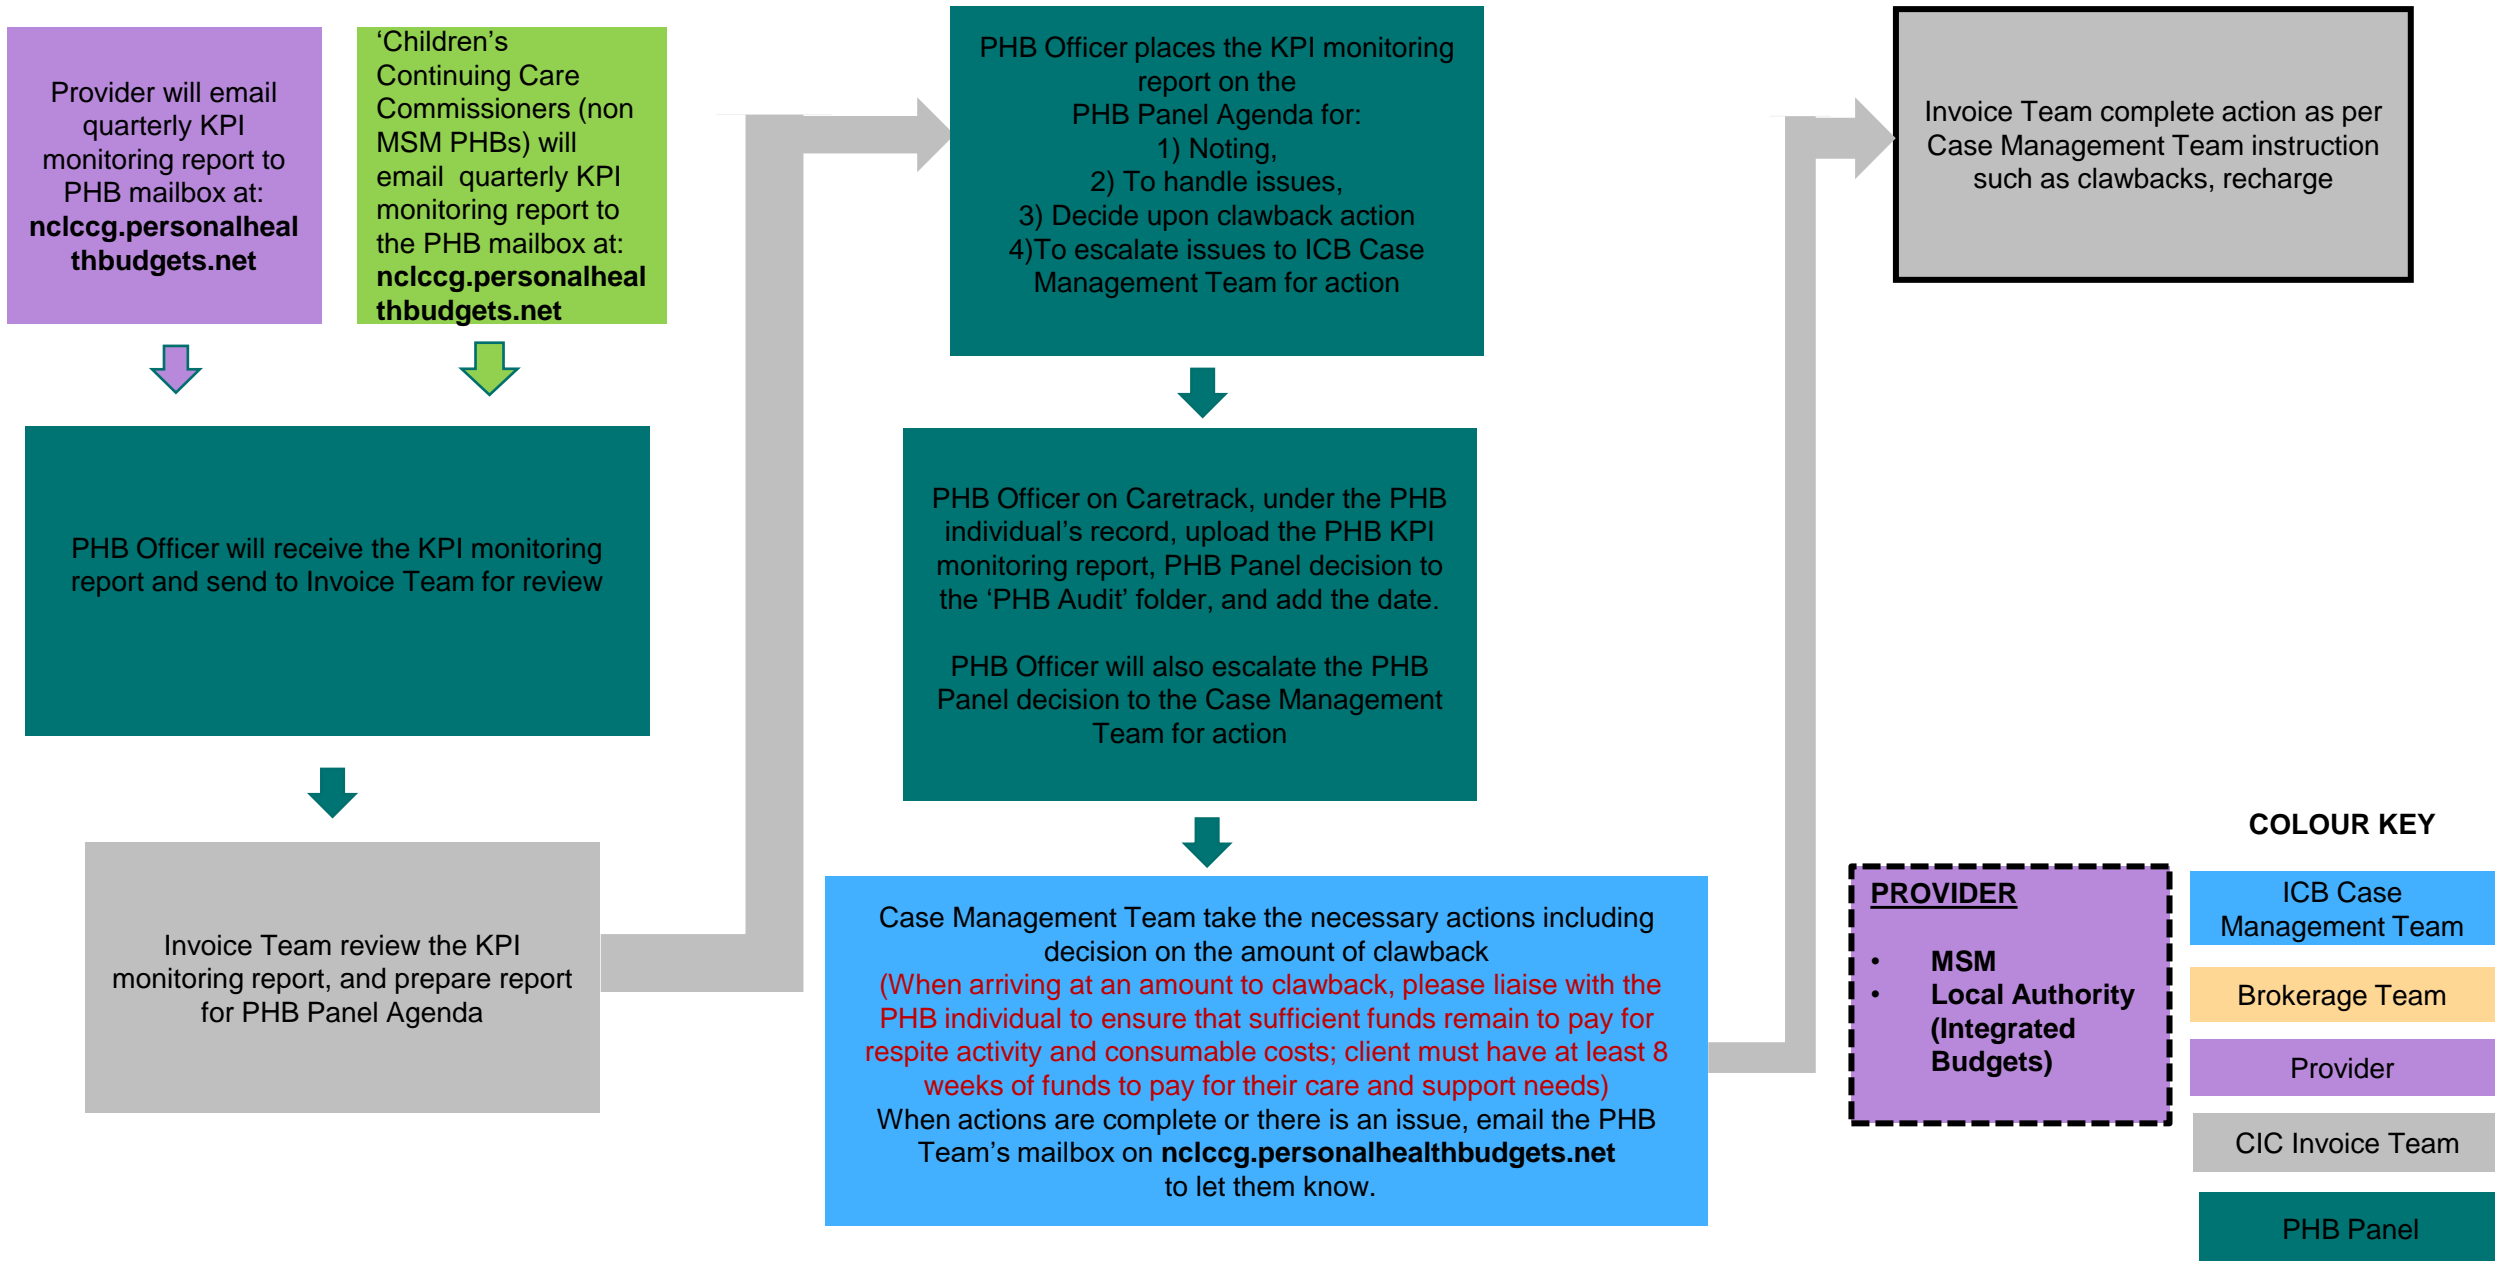 Provider will email
quarterly KPI
monitoring report to
PHB mailbox at:
nclccg.personalheal
thbudgets.net
‘Children’s
Continuing Care
Commissioners (non
MSM PHBs) will
email  quarterly KPI
monitoring report to
the PHB mailbox at:
nclccg.personalheal
thbudgets.net
PHB Officer will receive the KPI monitoring
report and send to Invoice Team for review
Invoice Team review the KPI
monitoring report, and prepare report
for PHB Panel Agenda
PHB Officer places the KPI monitoring
report on the
PHB Panel Agenda for:
1) Noting,
2) To handle issues,
3) Decide upon clawback action
4)To escalate issues to ICB Case
Management Team for action
PHB Officer on Caretrack, under the PHB
individual’s record, upload the PHB KPI
monitoring report, PHB Panel decision to
the ‘PHB Audit’ folder, and add the date.
PHB Officer will also escalate the PHB
Panel decision to the Case Management
Team for action
Case Management Team take the necessary actions including
decision on the amount of clawback
(When arriving at an amount to clawback, please liaise with the
PHB individual to ensure that sufficient funds remain to pay for
respite activity and consumable costs; client must have at least 8
weeks of funds to pay for their care and support needs)
When actions are complete or there is an issue, email the PHB
Team’s mailbox on nclccg.personalhealthbudgets.net
to let them know.
Invoice Team complete action as per
Case Management Team instruction
such as clawbacks, recharge
PROVIDER
• MSM
• Local Authority
(Integrated
Budgets)
COLOUR KEY
ICB Case
Management Team
Brokerage Team
Provider
CIC Invoice Team
PHB Panel